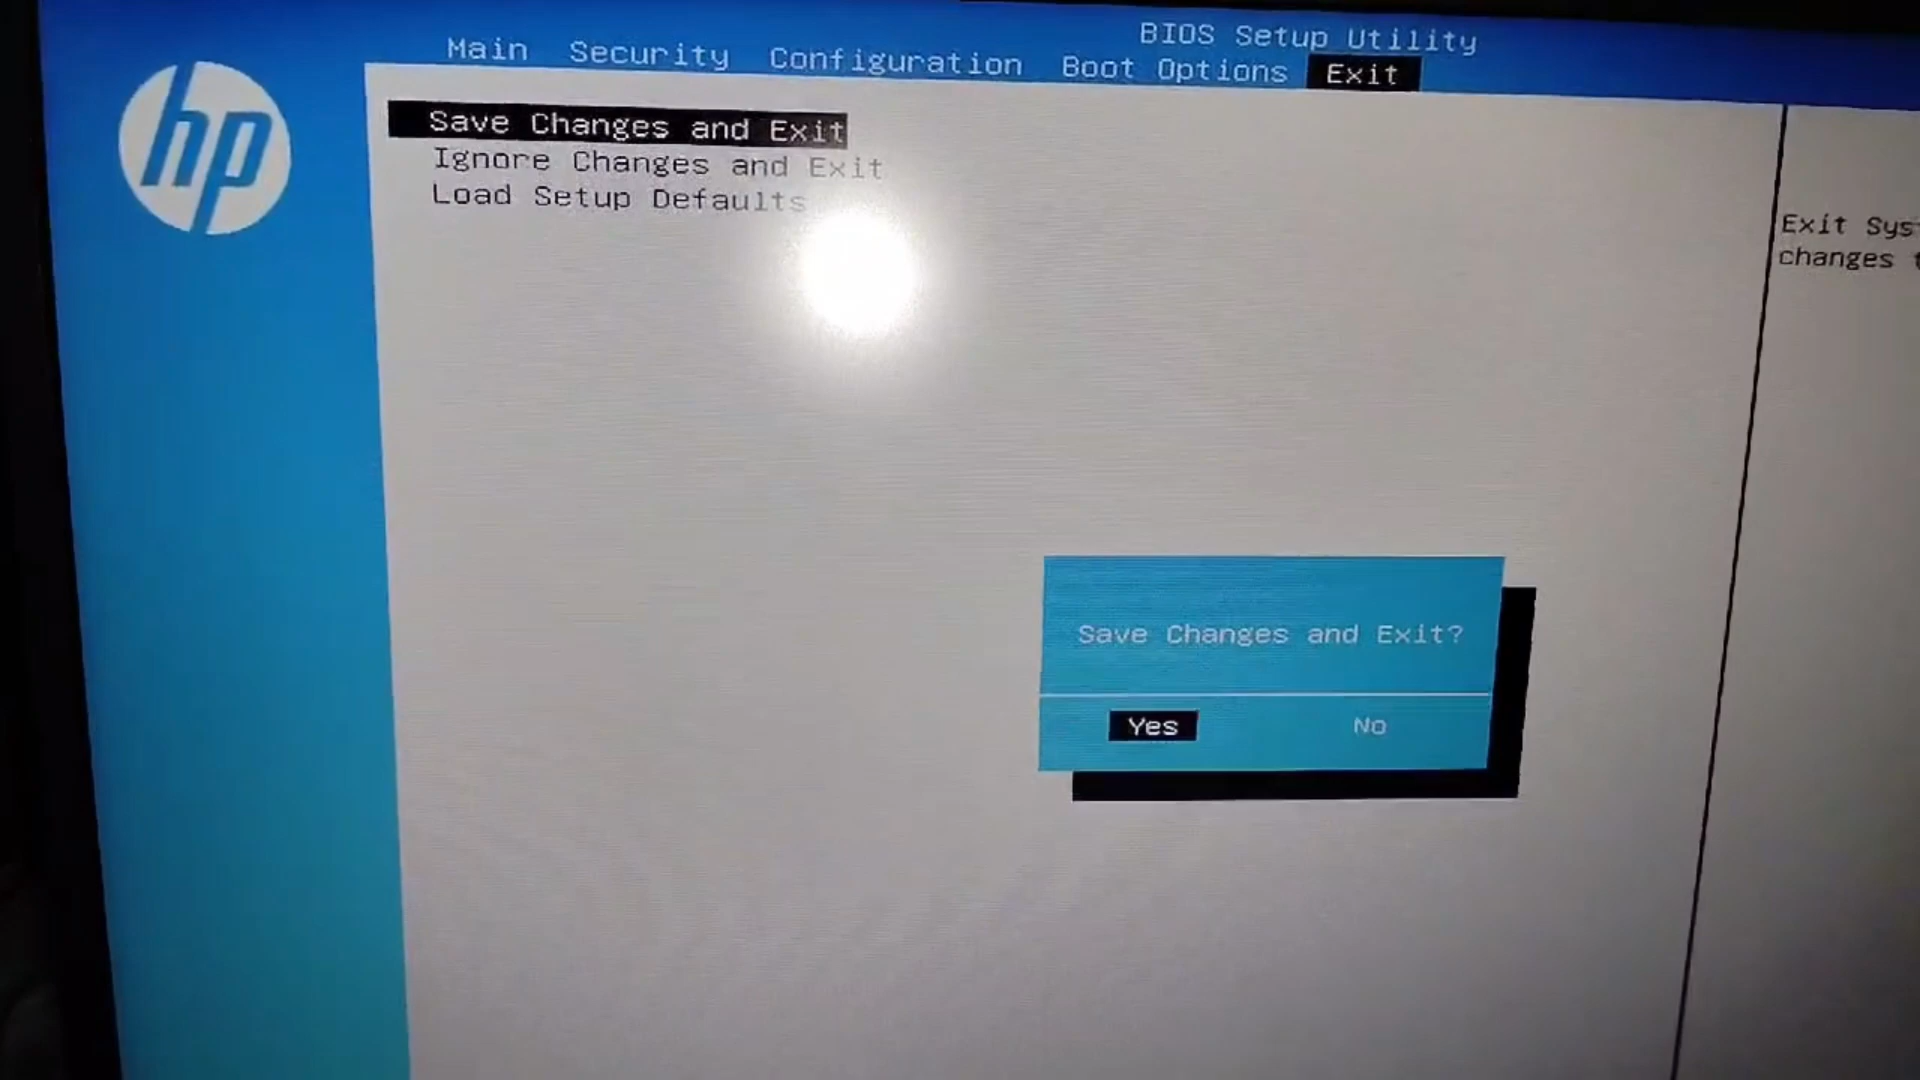 hp
BIOS Setup Utility
Main Security Configuration Boot Options Exit
Save Changes and Exit
Ignore Changes and Exit
Load Setup Defaults
Exit
changes
Save Changes and Exit?
Yes No